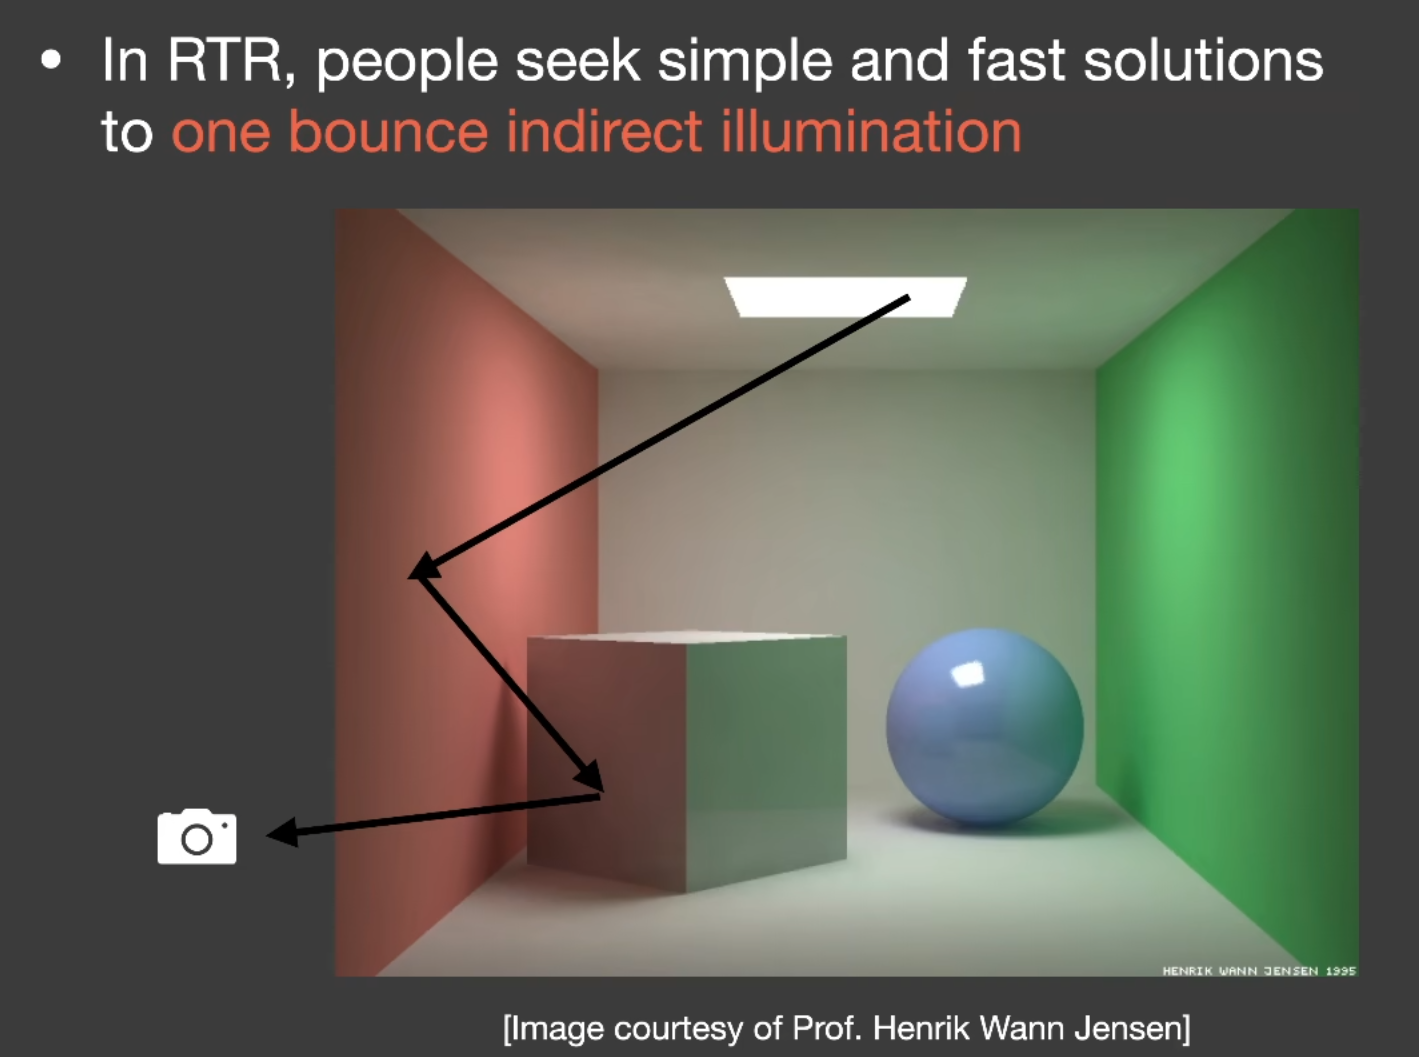 • In RTR, people seek simple and fast solutions
to one bounce indirect illumination
HENRIK WANN JENSEN 1995
[Image courtesy of Prof. Henrik Wann Jensen]